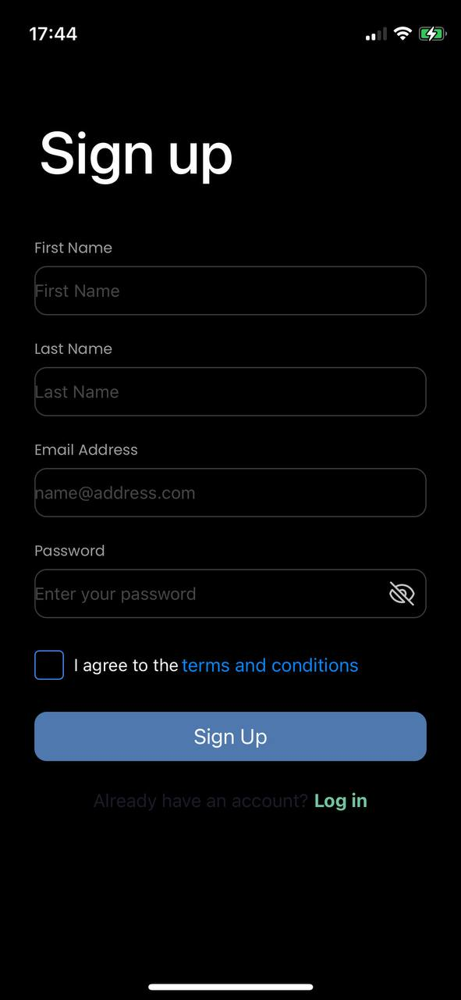 17:44
Sign up
First Name
First Name
Last Name
Last Name
Email Address
name@address.com
Password
Enter your password
I agree to the terms and conditions
Sign Up
Already have an account? Log in